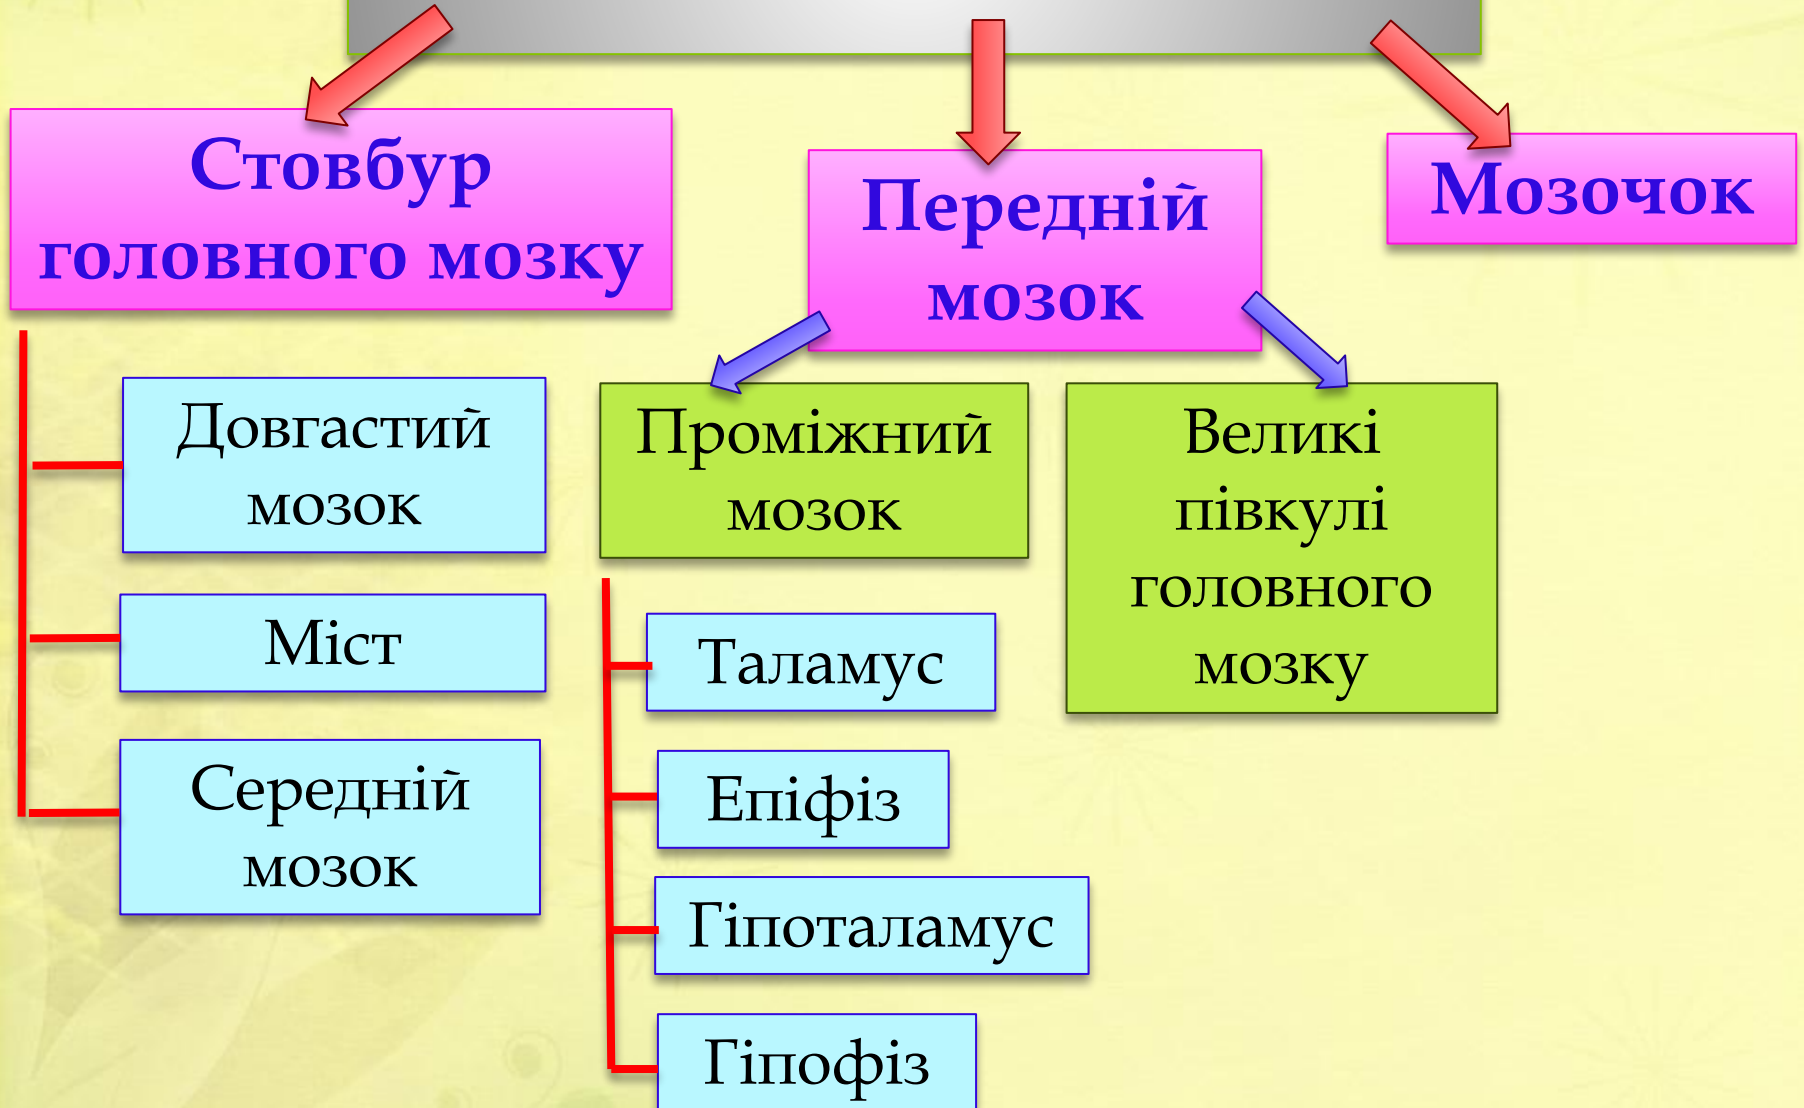 Стовбур
головного мозку
Передній
мозок
Мозочок
Довгастий
мозок
Міст
Середній
мозок
Проміжний
мозок
Таламус
Епіфіз
Гіпоталамус
Гіпофіз
Великі
півкулі
головного
мозку